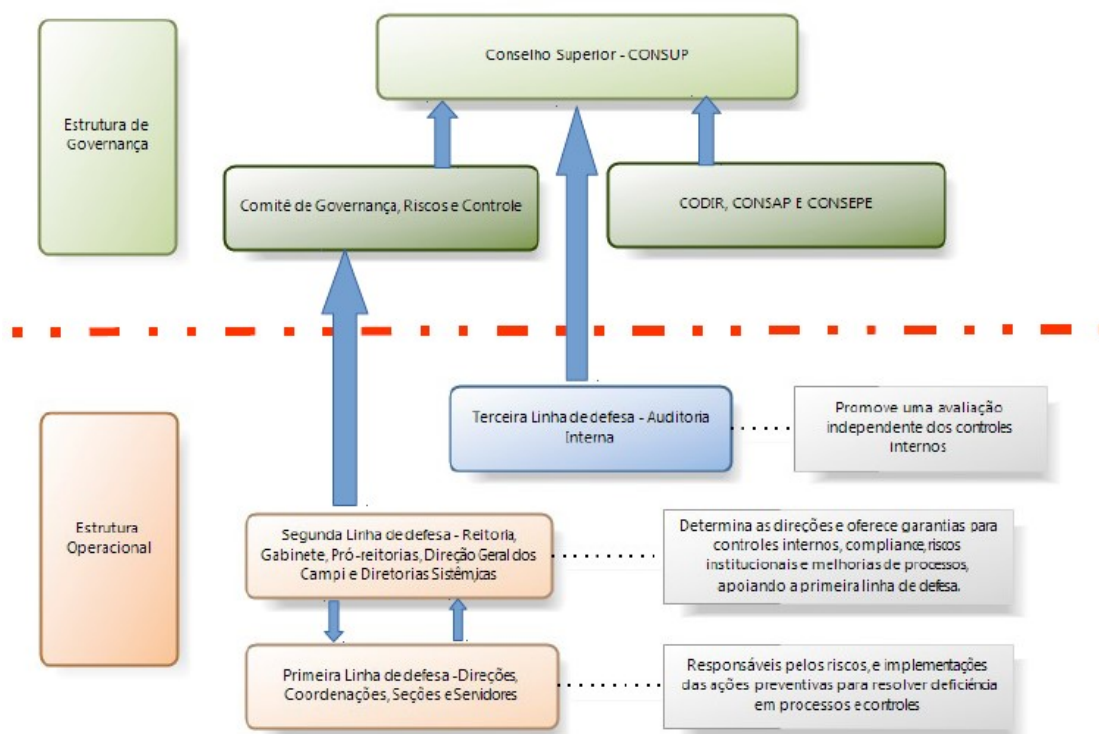 Conselho Superior - CONSUP
Estrutura de
Governança
Comitê de Governança, Riscos e Controle
CODIR, CONSAP E CONSEPE
Terceira Linha de defesa - Auditoria
Interna
Promove uma avaliação
independente dos controles
internos
Estrutura
Operacional
Segunda Linha de defesa - Reitoria,
Gabinete, Pró-reitorias, Direção Geral dos
Campi e Diretorias Sistêmicas
Determina as direções e oferece garantias para
controles internos, compliance, riscos
institucionais e melhorias de processos,
apoiando a primeira linha de defesa.
Primeira Linha de defesa -Direções,
Coordenações, Seções e Servidores
Responsáveis pelos riscos, e implementações
das ações preventivas para resolver deficiência
em processos e controles